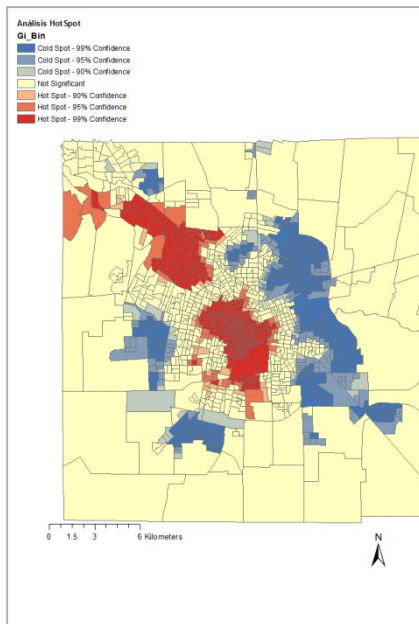 Análisis HotSpot
Gi_Bin
Cold Spot - 99% Confidence
Cold Spot - 95% Confidence
Cold Spot - 90% Confidence
Not Significant
Hot Spot - 90% Confidence
Hot Spot - 95% Confidence
Hot Spot - 99% Confidence
0 1.5 3 6 Kilometers
N